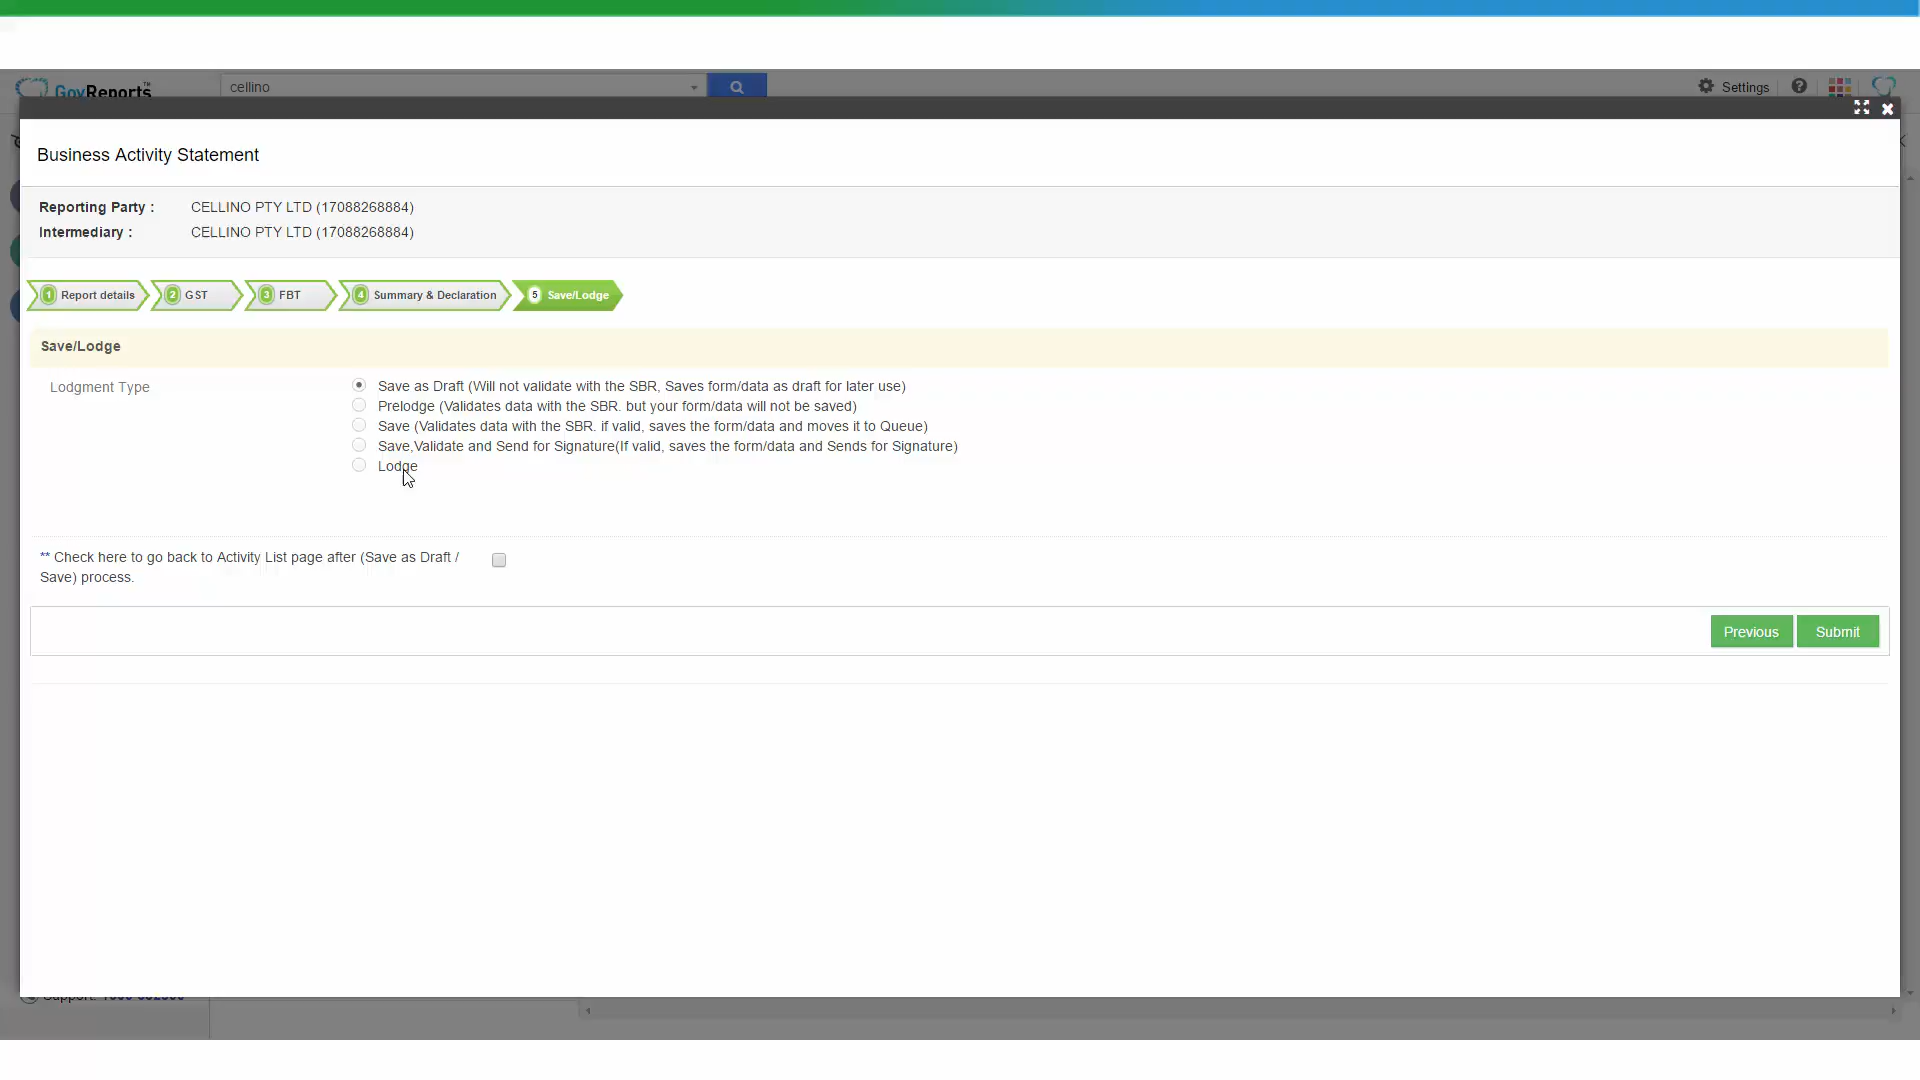 GovReports™
cellino
Settings
Business Activity Statement
Reporting Party : CELLINO PTY LTD (17088268884)
Intermediary : CELLINO PTY LTD (17088268884)
1 Report details
2 GST
3 FBT
4 Summary & Declaration
5 Save/Lodge
Save/Lodge
Lodgment Type
Save as Draft (Will not validate with the SBR, Saves form/data as draft for later use)
Prelodge (Validates data with the SBR. but your form/data will not be saved)
Save (Validates data with the SBR. if valid, saves the form/data and moves it to Queue)
Save,Validate and Send for Signature(If valid, saves the form/data and Sends for Signature)
Lodge
** Check here to go back to Activity List page after (Save as Draft /
Save) process.
Previous
Submit
Support: